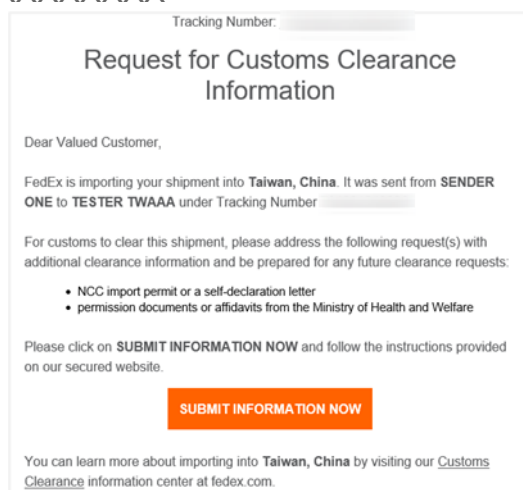 Tracking Number:
Request for Customs Clearance
Information
Dear Valued Customer,
FedEx is importing your shipment into Taiwan, China. It was sent from SENDER
ONE to TESTER TWAAA under Tracking Number
For customs to clear this shipment, please address the following request(s) with
additional clearance information and be prepared for any future clearance requests:
• NCC import permit or a self-declaration letter
• permission documents or affidavits from the Ministry of Health and Welfare
Please click on SUBMIT INFORMATION NOW and follow the instructions provided
on our secured website.
SUBMIT INFORMATION NOW
You can learn more about importing into Taiwan, China by visiting our Customs
Clearance information center at fedex.com.